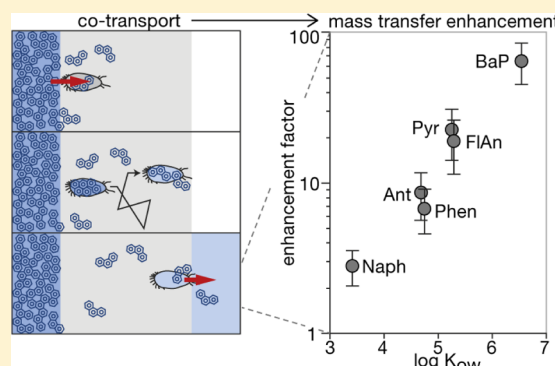 co-transport
mass transfer enhancement
100
10
1
enhancement factor
BaP
Pyr
FlAn
Ant
Phen
Naph
3 4 5 6 7
log Kow